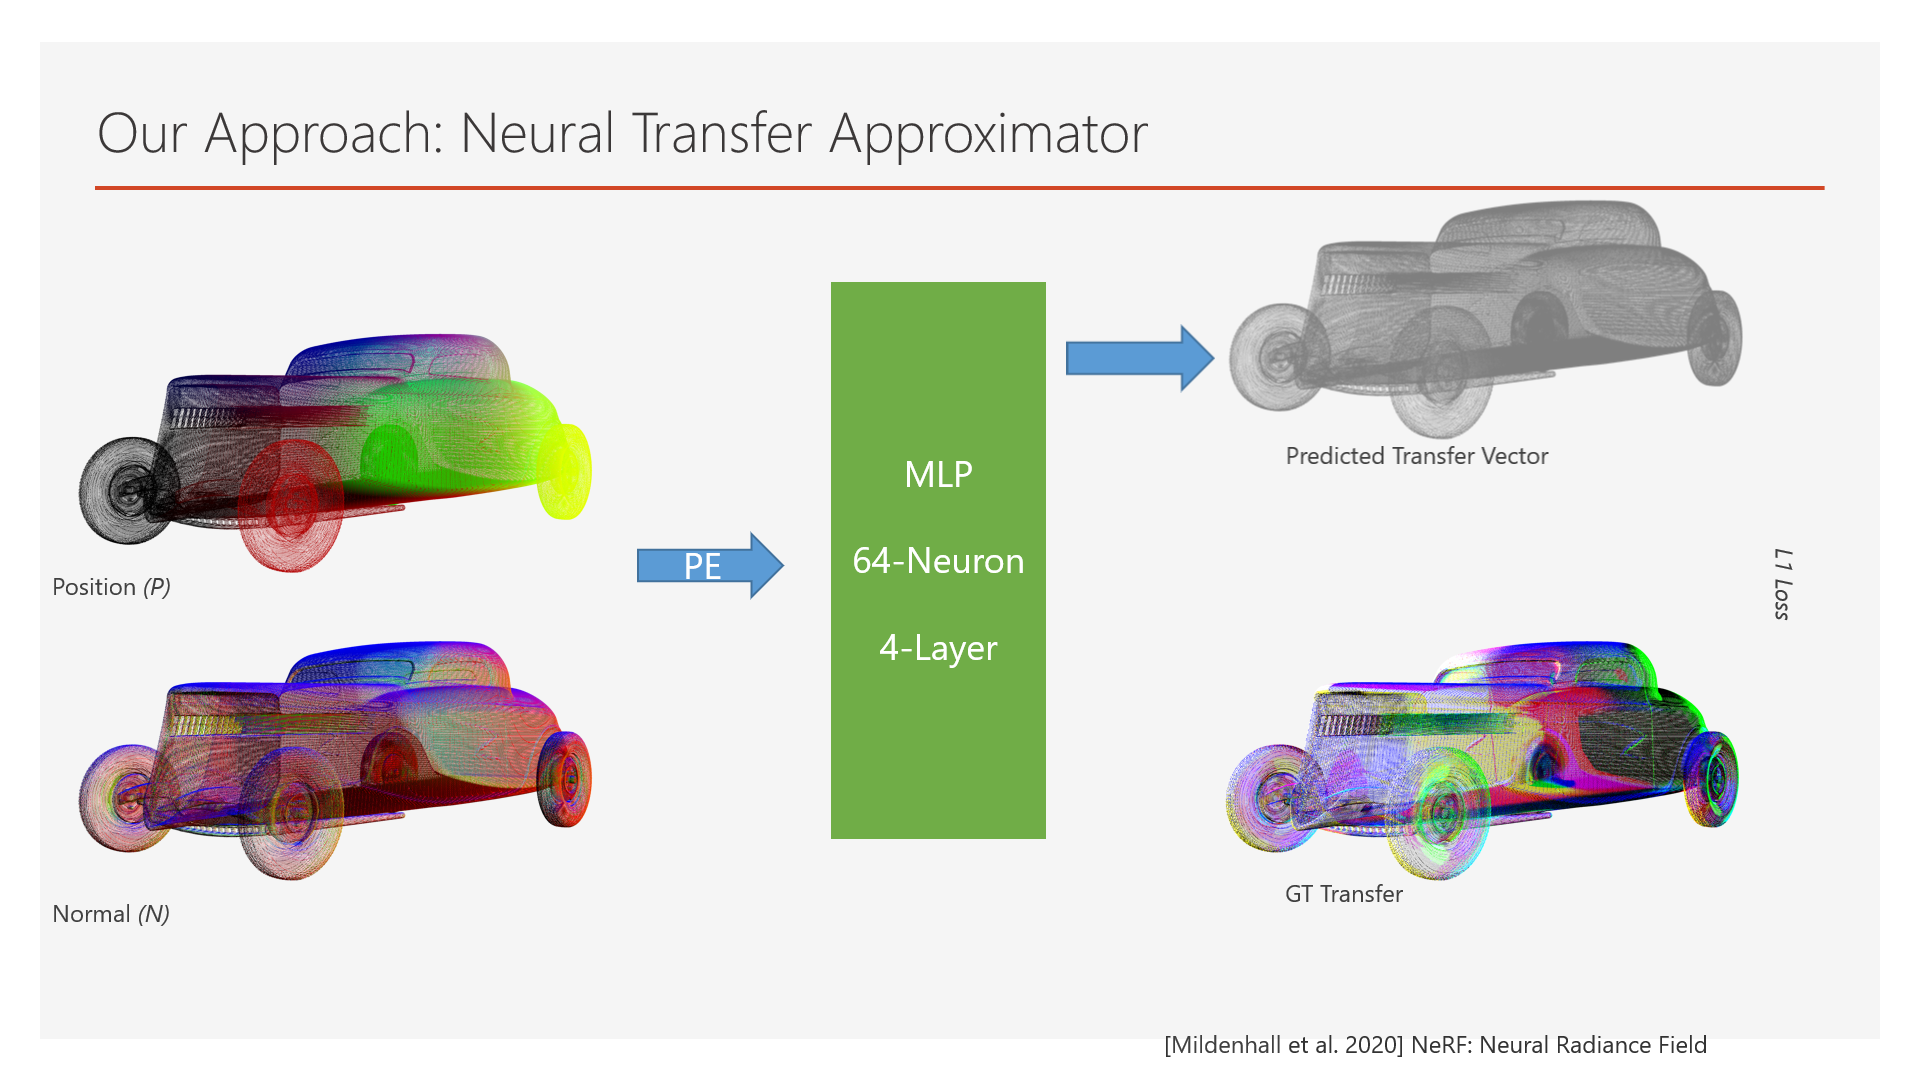 Our Approach: Neural Transfer Approximator
Position (P)
Normal (N)
PE
MLP
64-Neuron
4-Layer
Predicted Transfer Vector
L1 Loss
GT Transfer
[Mildenhall et al. 2020] NeRF: Neural Radiance Field